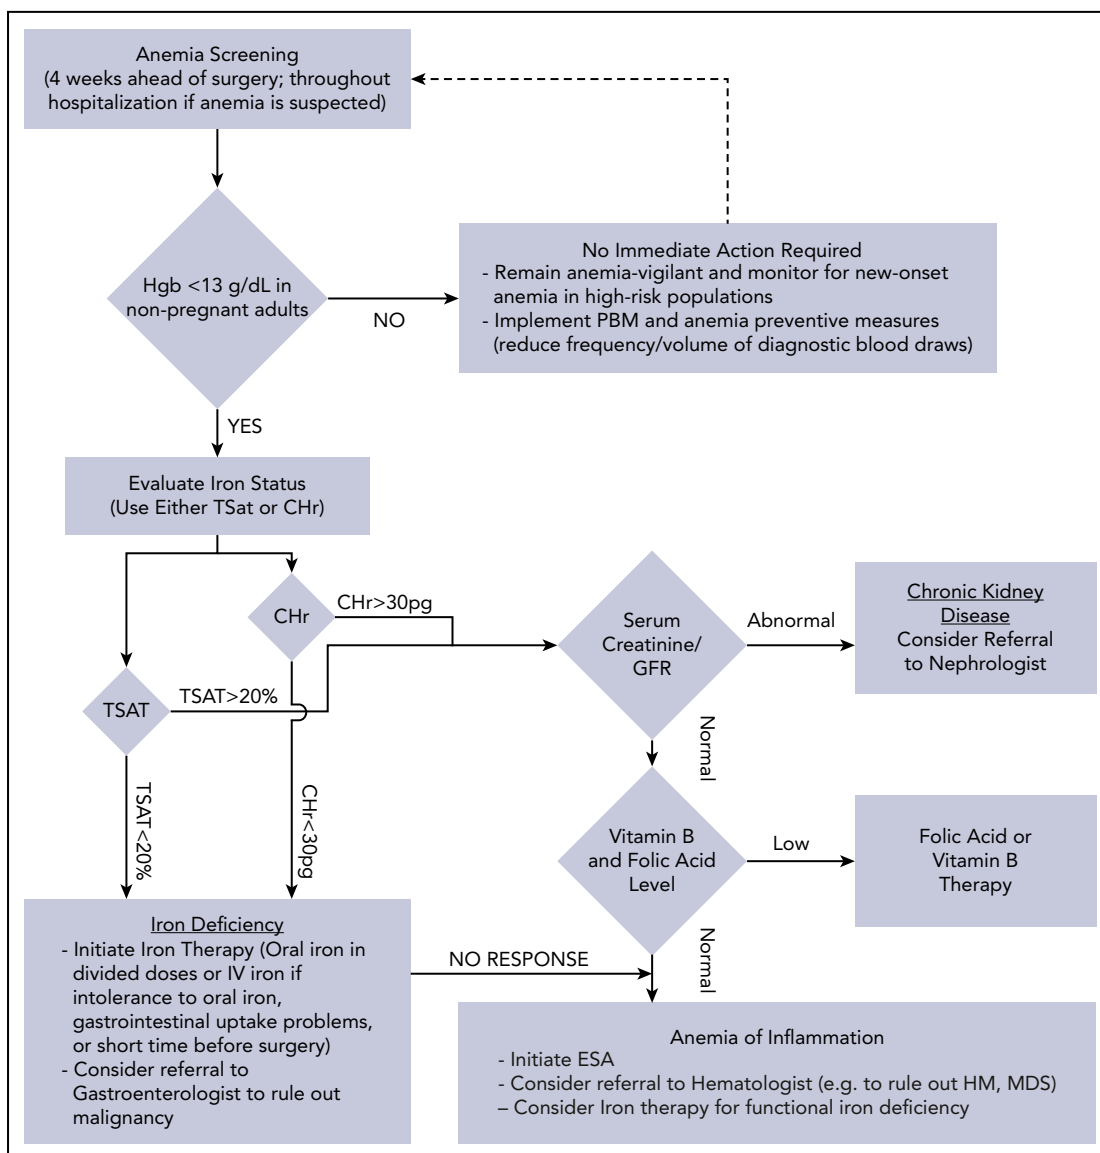 Anemia Screening
(4 weeks ahead of surgery; throughout
hospitalization if anemia is suspected)
Hgb <13 g/dL in
non-pregnant adults
NO
No Immediate Action Required
- Remain anemia-vigilant and monitor for new-onset
anemia in high-risk populations
- Implement PBM and anemia preventive measures
(reduce frequency/volume of diagnostic blood draws)
YES
Evaluate Iron Status
(Use Either TSat or CHr)
CHr
CHr>30pg
TSAT
TSAT>20%
TSAT<20%
CHr<30pg
Serum
Creatinine/
GFR
Abnormal
Chronic Kidney
Disease
Consider Referral
to Nephrologist
Normal
Vitamin B
and Folic Acid
Level
Low
Folic Acid or
Vitamin B
Therapy
Normal
Iron Deficiency
- Initiate Iron Therapy (Oral iron in
divided doses or IV iron if
intolerance to oral iron,
gastrointestinal uptake problems,
or short time before surgery)
- Consider referral to
Gastroenterologist to rule out
malignancy
NO RESPONSE
Anemia of Inflammation
- Initiate ESA
- Consider referral to Hematologist (e.g. to rule out HM, MDS)
– Consider Iron therapy for functional iron deficiency